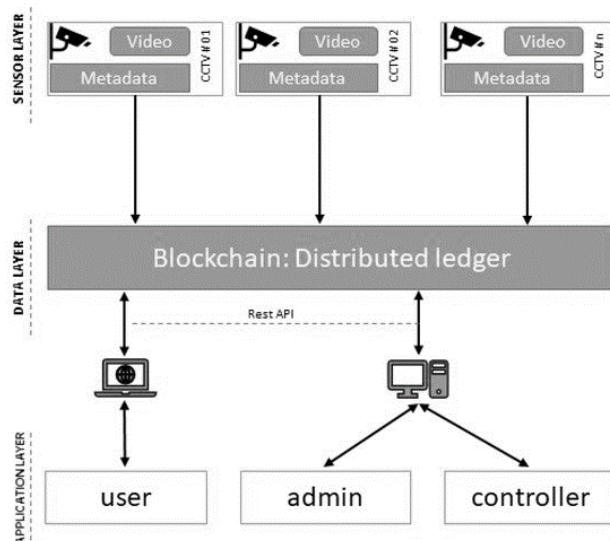 SENSOR LAYER
Video
Metadata
CCTV # 01
Video
Metadata
CCTV # 02
Video
Metadata
CCTV # n
DATA LAYER
Blockchain: Distributed ledger
Rest API
APPLICATION LAYER
user
admin
controller